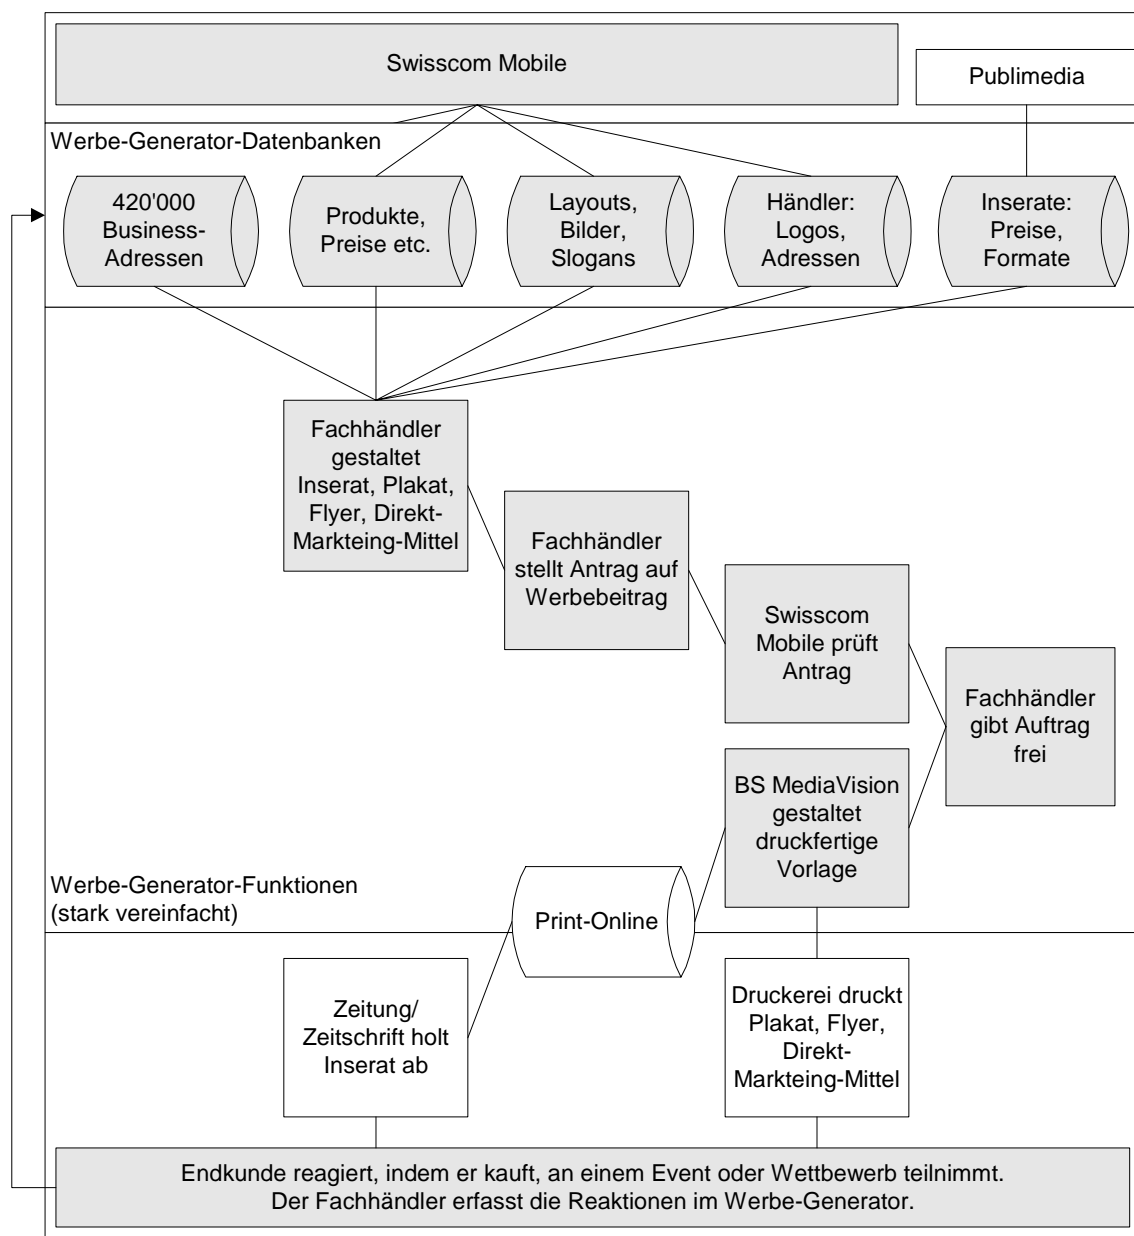 Swisscom Mobile
Publimedia
Werbe-Generator-Datenbanken
420'000
Business-
Adressen
Produkte,
Preise etc.
Layouts,
Bilder,
Slogans
Händler:
Logos,
Adressen
Inserate:
Preise,
Formate
Fachhändler
gestaltet
Inserat, Plakat,
Flyer, Direkt-
Markteing-Mittel
Fachhändler
stellt Antrag auf
Werbebeitrag
Swisscom
Mobile prüft
Antrag
Fachhändler
gibt Auftrag
frei
BS MediaVision
gestaltet
druckfertige
Vorlage
Werbe-Generator-Funktionen
(stark vereinfacht)
Print-Online
Zeitung/
Zeitschrift holt
Inserat ab
Druckerei druckt
Plakat, Flyer,
Direkt-
Markteing-Mittel
Endkunde reagiert, indem er kauft, an einem Event oder Wettbewerb teilnimmt.
Der Fachhändler erfasst die Reaktionen im Werbe-Generator.